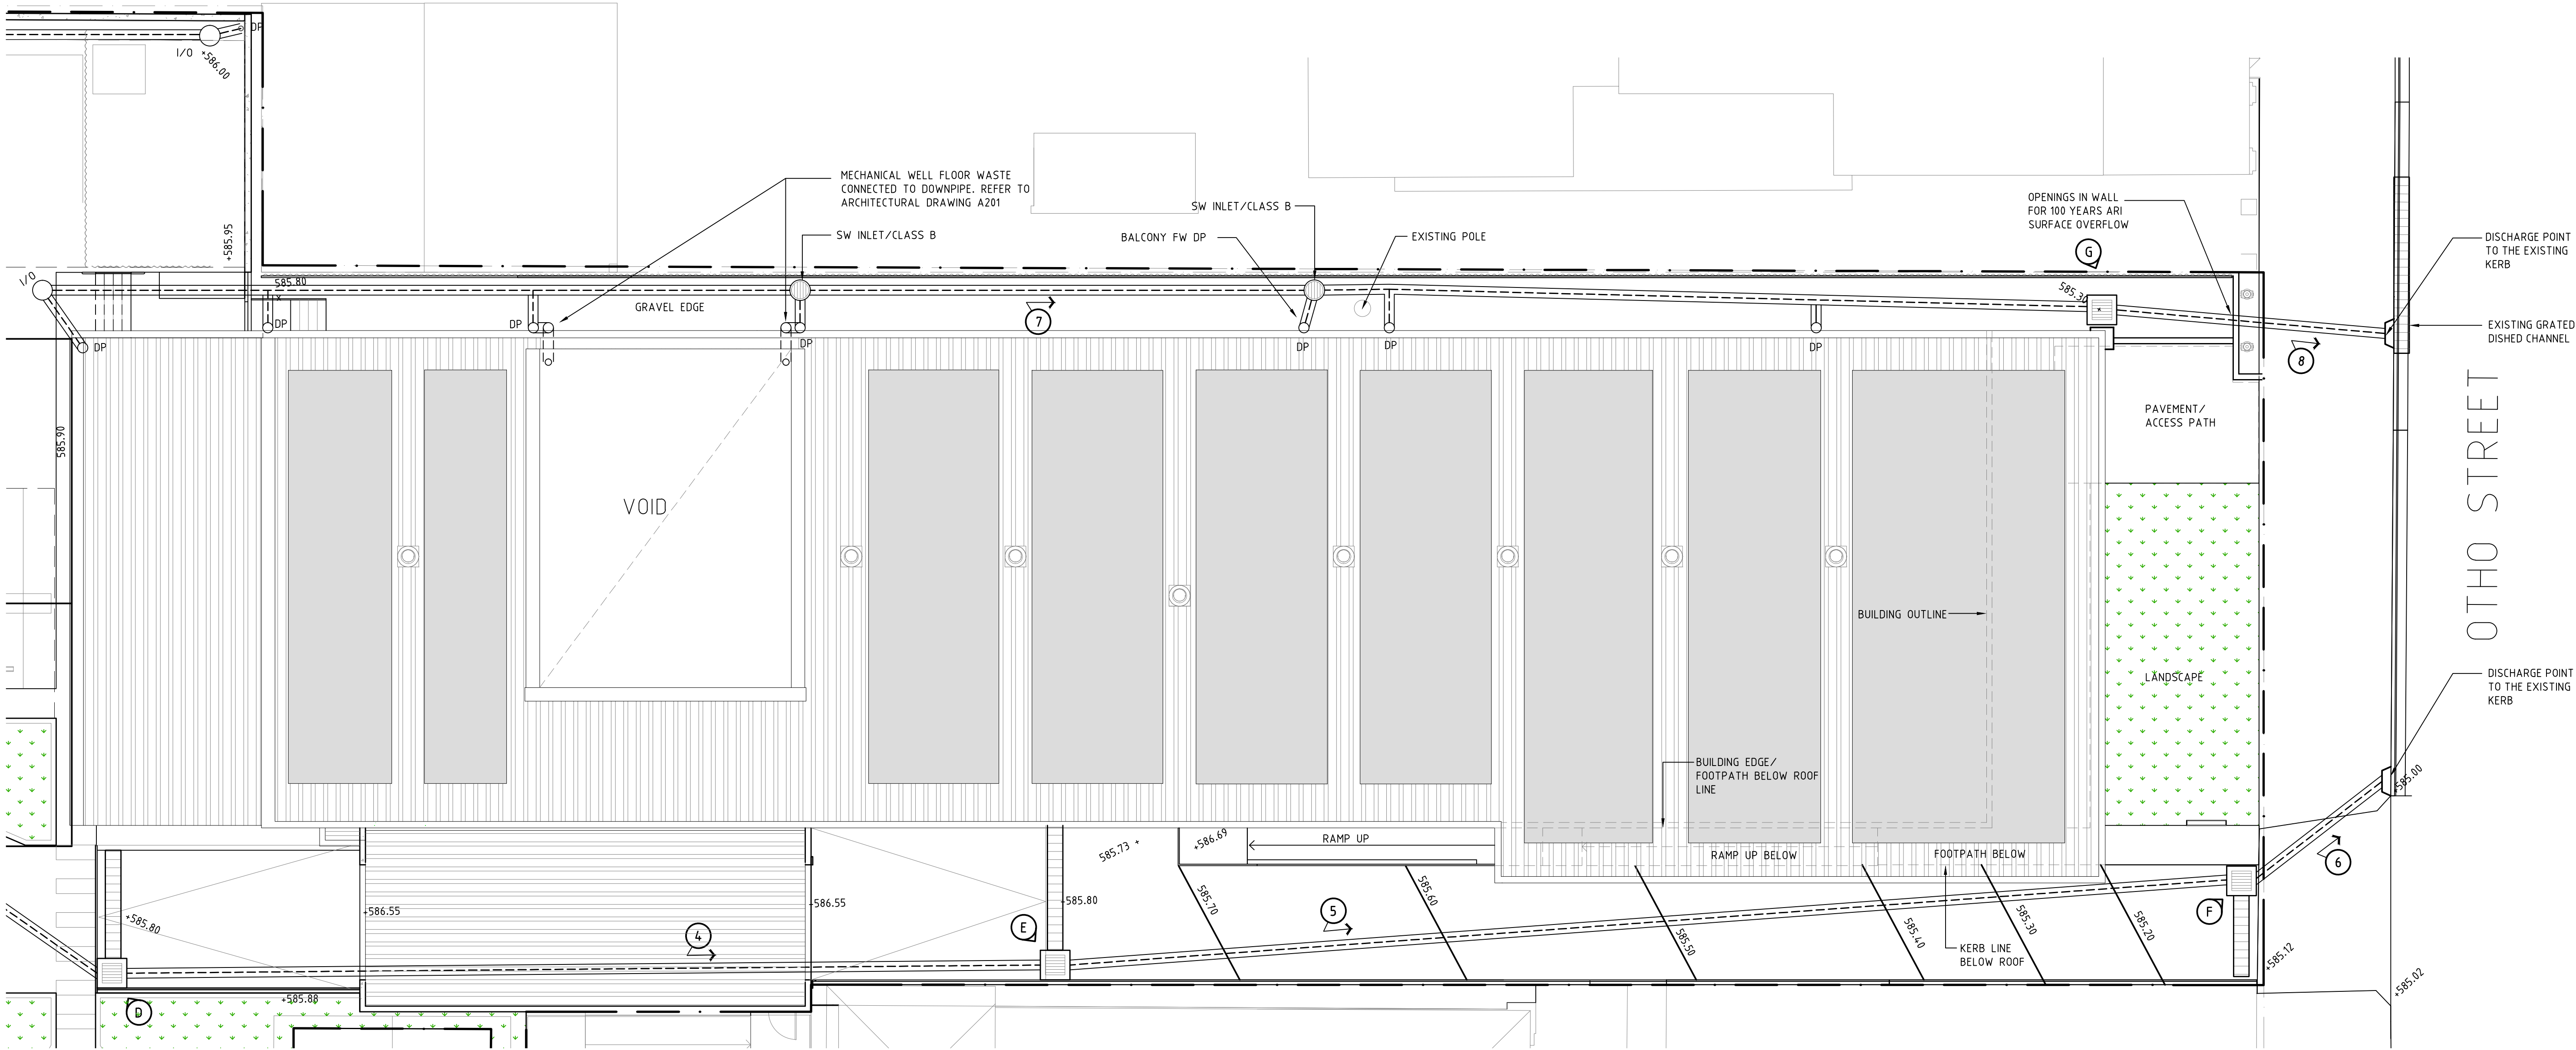 DP
I/O
+586.00
+585.95
I/O
585.80
DP
585.90
DP
DP
GRAVEL EDGE
MECHANICAL WELL FLOOR WASTE
CONNECTED TO DOWNPIPE. REFER TO
ARCHITECTURAL DRAWING A201
SW INLET/CLASS B
SW INLET/CLASS B
BALCONY FW DP
EXISTING POLE
7
DP
DP
DP
DP
OPENINGS IN WALL
FOR 100 YEARS ARI
SURFACE OVERFLOW
G
585.30
8
DISCHARGE POINT
TO THE EXISTING
KERB
EXISTING GRATED
DISHED CHANNEL
OTHO STREET
PAVEMENT/
ACCESS PATH
VOID
BUILDING OUTLINE
LANDSCAPE
DISCHARGE POINT
TO THE EXISTING
KERB
+585.00
BUILDING EDGE/
FOOTPATH BELOW ROOF
LINE
585.73 +
+586.69
RAMP UP
RAMP UP BELOW
FOOTPATH BELOW
6
+585.80
+586.55
+586.55
+585.80
4
E
5
585.70
585.60
585.50
585.40
585.30
585.20
F
KERB LINE
BELOW ROOF
+585.12
+585.02
+585.88
D